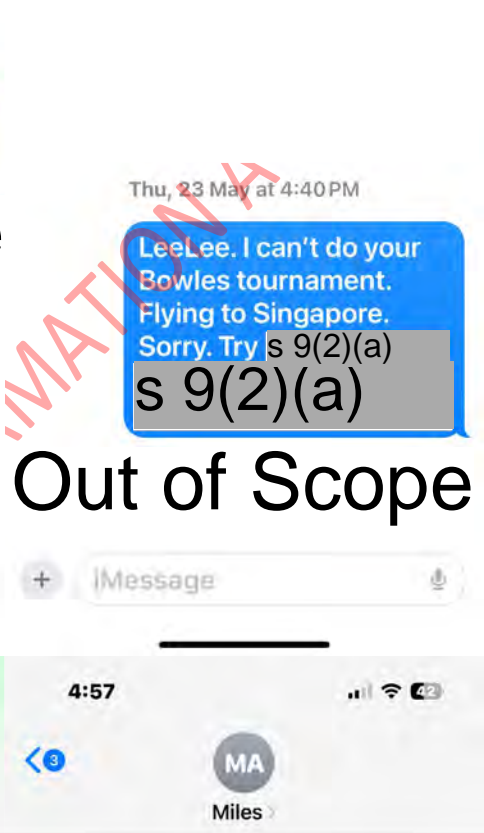 Thu, 23 May at 4:40 PM
LeeLee. I can't do your
Bowles tournament.
Flying to Singapore.
Sorry. Try s 9(2)(a)
s 9(2)(a)
Out of Scope
iMessage
4:57
42
3
MA
Miles